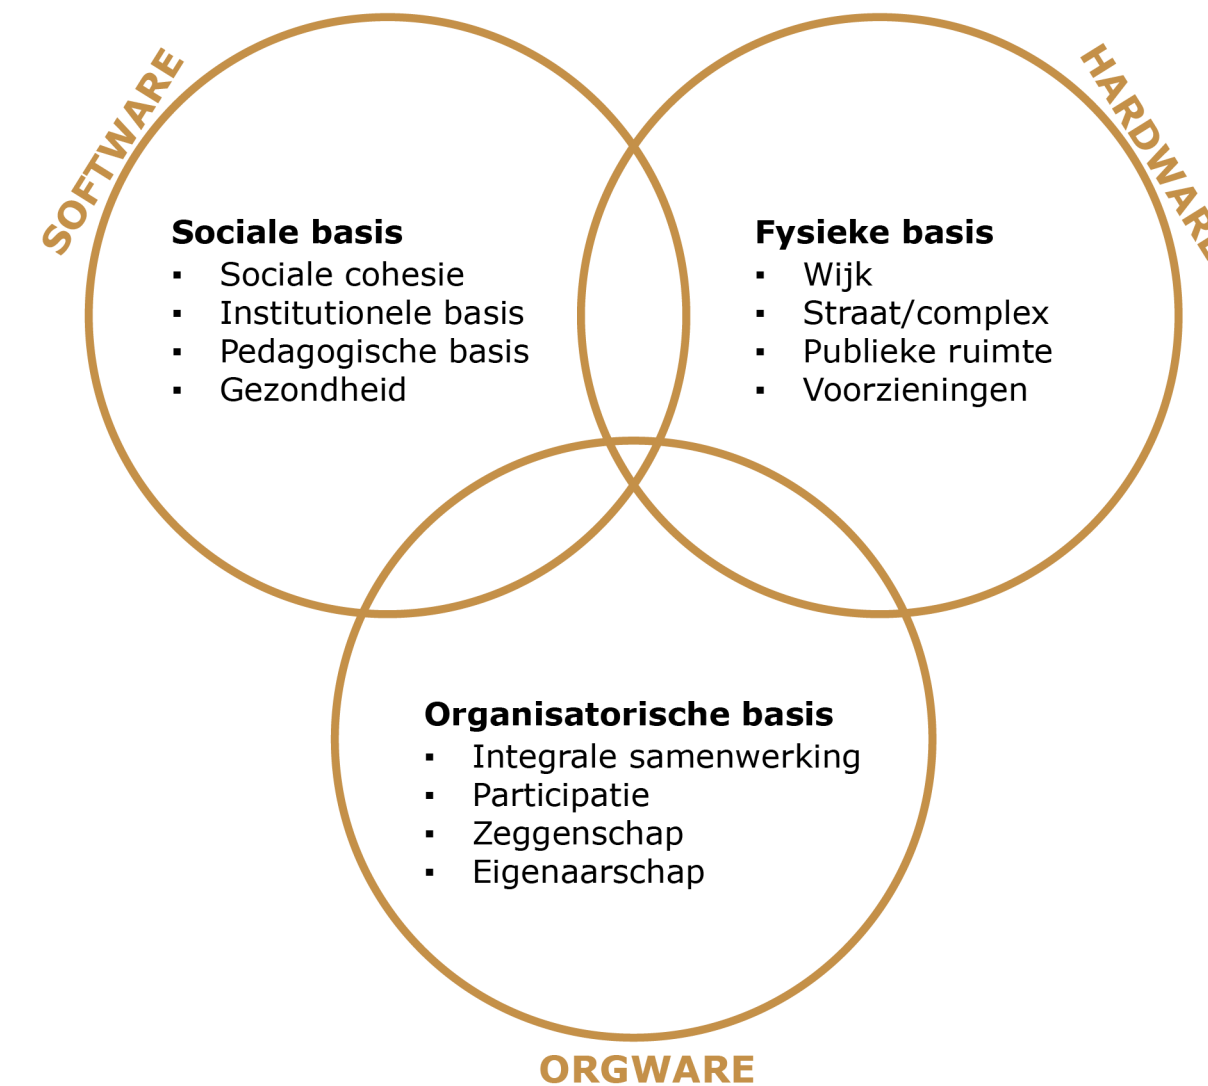 SOFTWARE
HARDWARE
Sociale basis
▪ Sociale cohesie
▪ Institutionele basis
▪ Pedagogische basis
▪ Gezondheid
Fysieke basis
▪ Wijk
▪ Straat/complex
▪ Publieke ruimte
▪ Voorzieningen
Organisatorische basis
▪ Integrale samenwerking
▪ Participatie
▪ Zeggenschap
▪ Eigenaarschap
ORGWARE